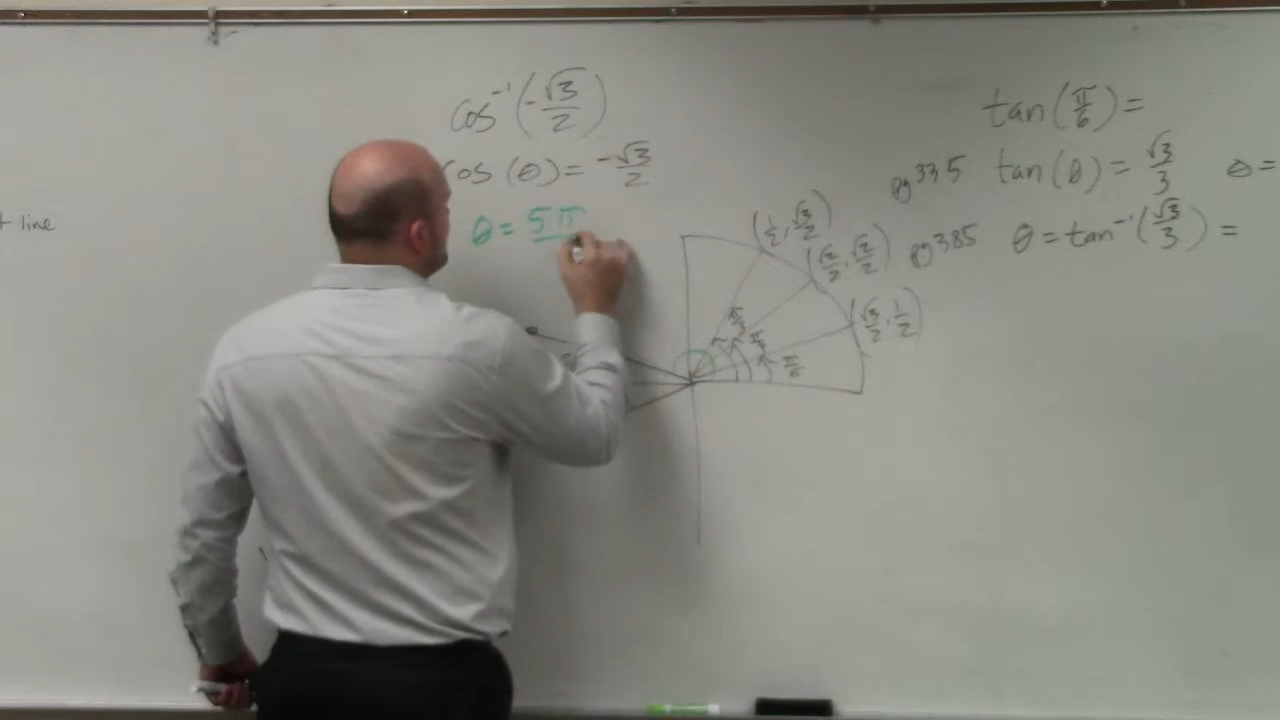 cos⁻¹(-√3/2)
cos (θ) = -√3/2
θ = 5π
line
(1/2, √3/2)
(√2/2, √2/2)
(√3/2, 1/2)
π/3
π/4
π/6
tan(π/6) =
pg 335 tan(θ) = √3/3 θ =
pg 385 θ = tan⁻¹(√3/3) =